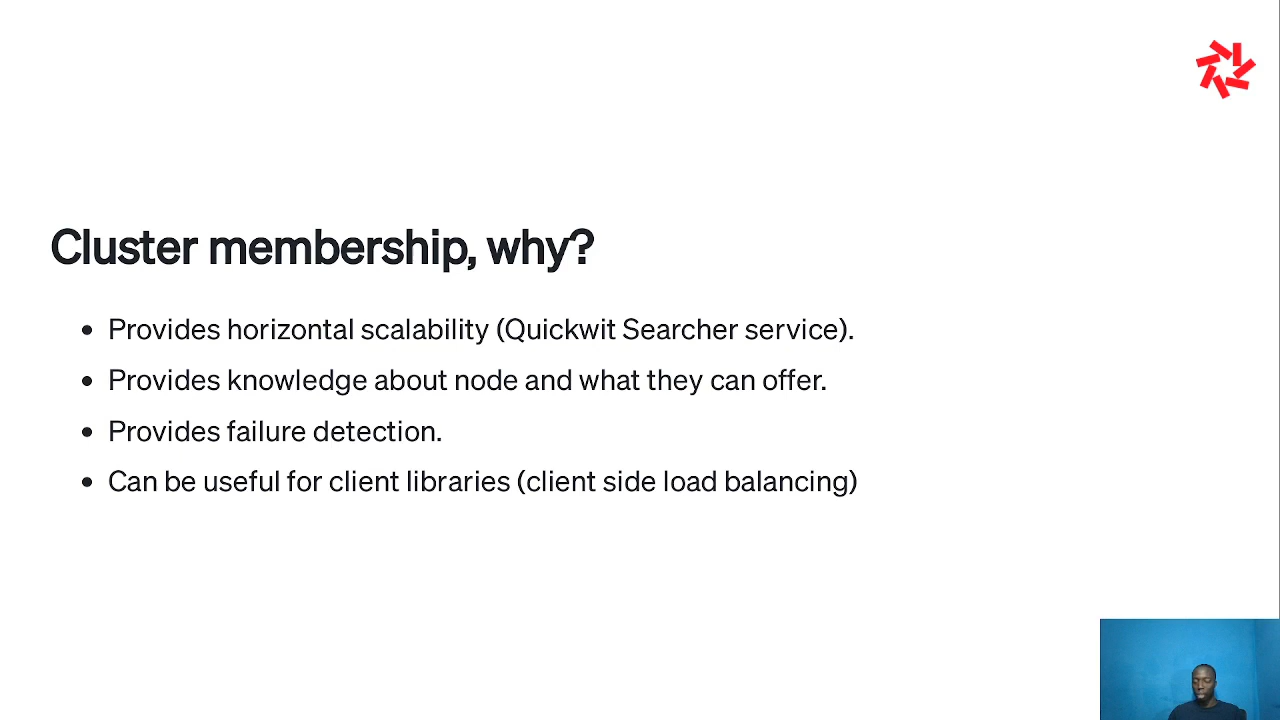 Cluster membership, why?
• Provides horizontal scalability (Quickwit Searcher service).
• Provides knowledge about node and what they can offer.
• Provides failure detection.
• Can be useful for client libraries (client side load balancing)